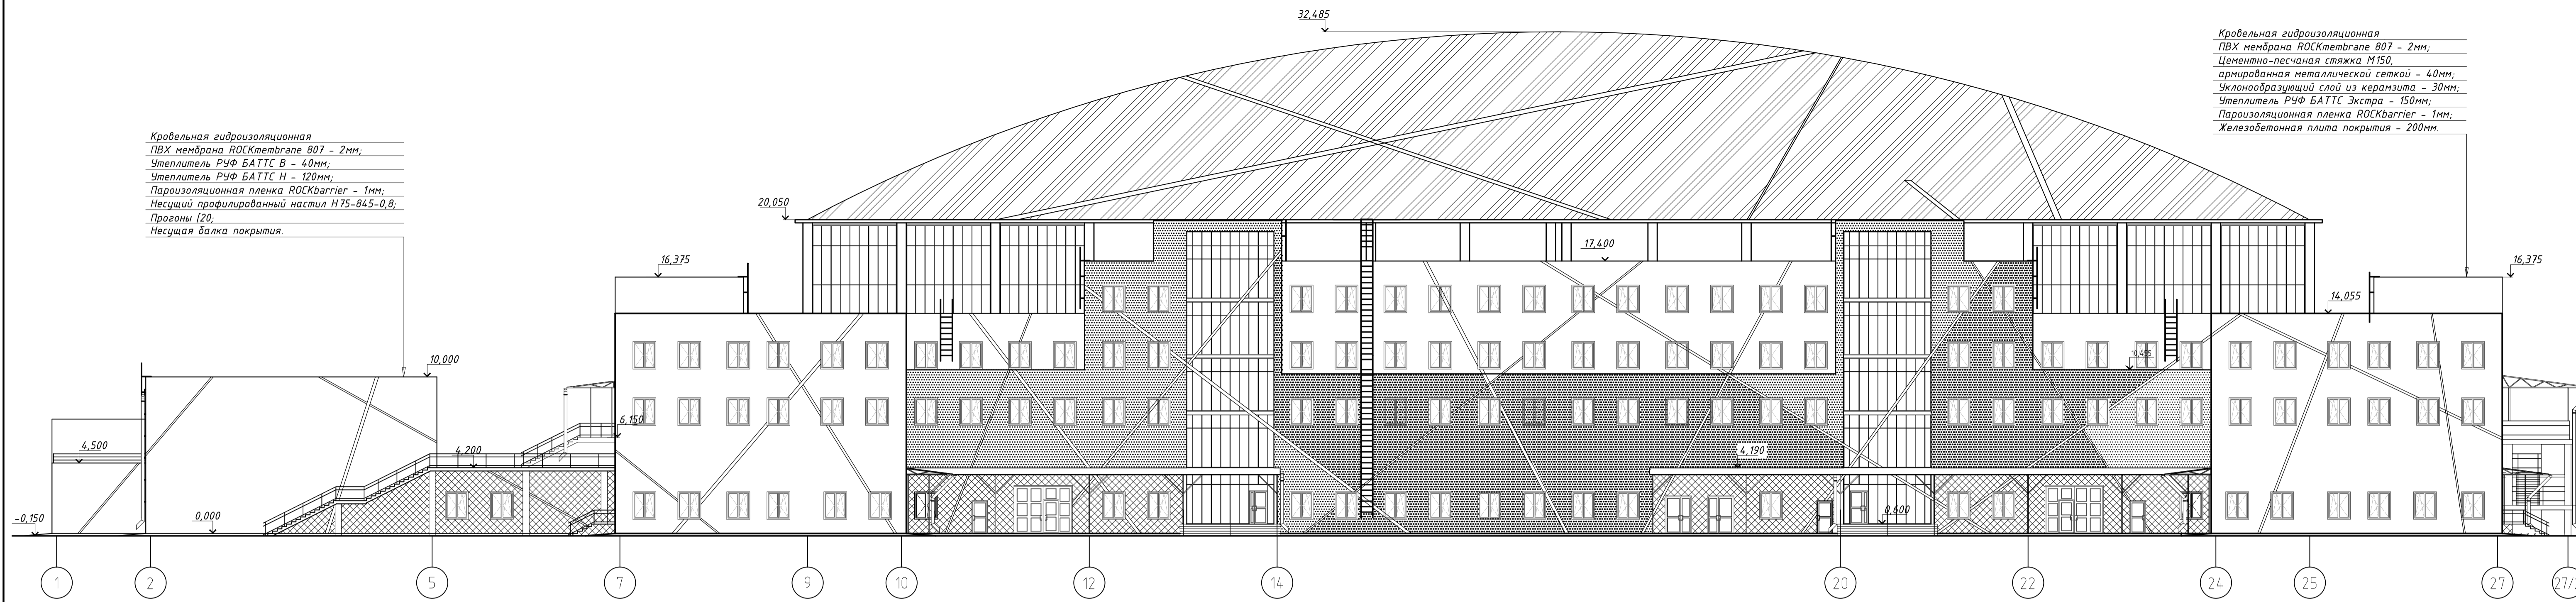 32,485
Кровельная гидроизоляционная
ПВХ мембрана ROCKmembrane 807 - 2мм;
Цементно-песчаная стяжка М150,
армированная металлической сеткой - 40мм;
Уклонообразующий слой из керамзита - 30мм;
Утеплитель РУФ БАТТС Экстра - 150мм;
Пароизоляционная пленка ROCKbarrier - 1мм;
Железобетонная плита покрытия - 200мм.
Кровельная гидроизоляционная
ПВХ мембрана ROCKmembrane 807 - 2мм;
Утеплитель РУФ БАТТС В - 40мм;
Утеплитель РУФ БАТТС Н - 120мм;
Пароизоляционная пленка ROCKbarrier - 1мм;
Несущий профилированный настил Н75-845-0,8;
Прогоны [20;
Несущая балка покрытия.
20,050
17,400
16,375
16,375
14,055
10,000
10,455
6,150
4,500
4,200
4,190
0,600
0,000
-0,150
1
2
5
7
9
10
12
14
20
22
24
25
27